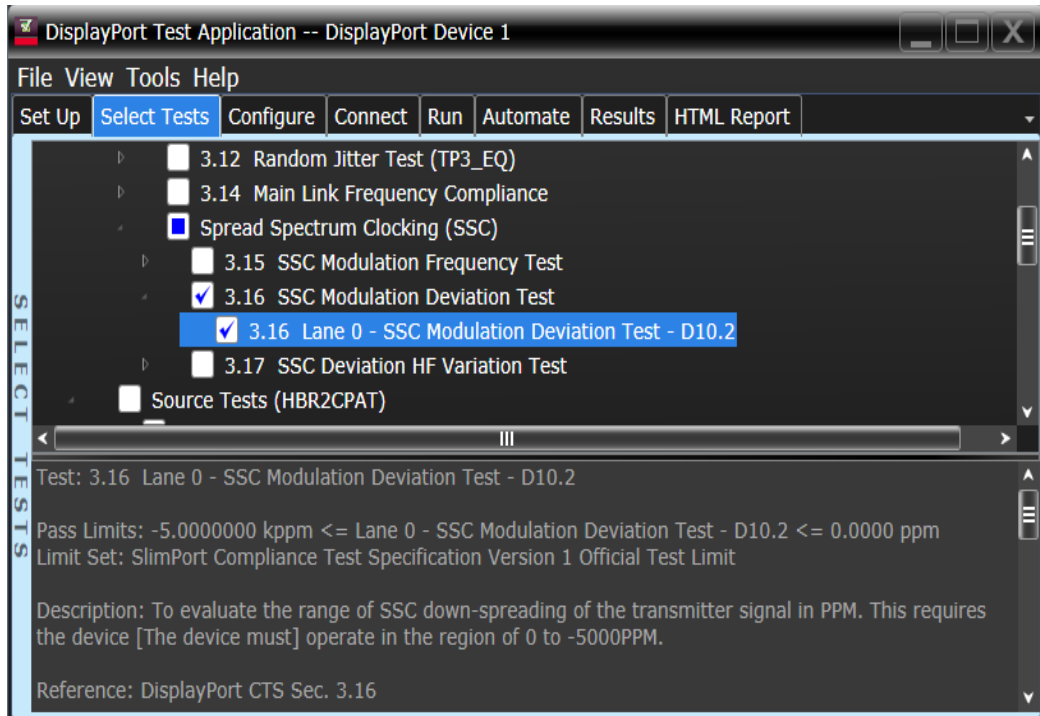 DisplayPort Test Application -- DisplayPort Device 1
File View Tools Help
Set Up Select Tests Configure Connect Run Automate Results HTML Report
3.12 Random Jitter Test (TP3_EQ)
3.14 Main Link Frequency Compliance
Spread Spectrum Clocking (SSC)
3.15 SSC Modulation Frequency Test
3.16 SSC Modulation Deviation Test
3.16 Lane 0 - SSC Modulation Deviation Test - D10.2
3.17 SSC Deviation HF Variation Test
Source Tests (HBR2CPAT)
SELECT TESTS
Test: 3.16 Lane 0 - SSC Modulation Deviation Test - D10.2
Pass Limits: -5.0000000 kppm <= Lane 0 - SSC Modulation Deviation Test - D10.2 <= 0.0000 ppm
Limit Set: SlimPort Compliance Test Specification Version 1 Official Test Limit
Description: To evaluate the range of SSC down-spreading of the transmitter signal in PPM. This requires
the device [The device must] operate in the region of 0 to -5000PPM.
Reference: DisplayPort CTS Sec. 3.16